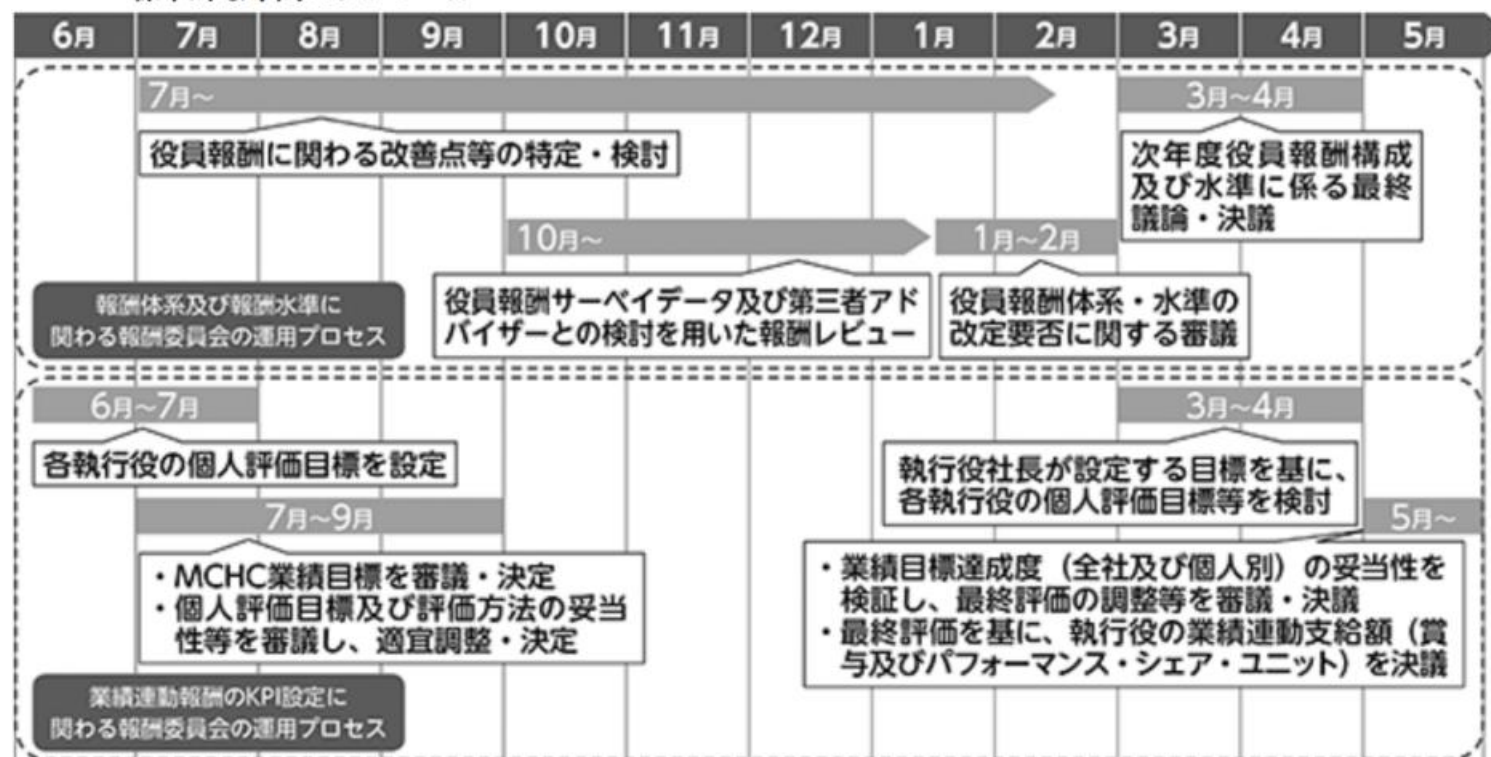 6月 7月 8月 9月 10月 11月 12月 1月 2月 3月 4月 5月
7月～
役員報酬に関わる改善点等の特定・検討
3月～4月
次年度役員報酬構成
及び水準に係る最終
議論・決議
10月～
役員報酬サーベイデータ及び第三者アド
バイザーとの検討を用いた報酬レビュー
1月～2月
役員報酬体系・水準の
改定要否に関する審議
報酬体系及び報酬水準に
関わる報酬委員会の運用プロセス
6月～7月
各執行役の個人評価目標を設定
7月～9月
・MCHC業績目標を審議・決定
・個人評価目標及び評価方法の妥当
性等を審議し、適宜調整・決定
3月～4月
執行役社長が設定する目標を基に、
各執行役の個人評価目標等を検討
5月～
・業績目標達成度（全社及び個人別）の妥当性を
検証し、最終評価の調整等を審議・決議
・最終評価を基に、執行役の業績連動支給額（賞
与及びパフォーマンス・シェア・ユニット）を決議
業績連動報酬のKPI設定に
関わる報酬委員会の運用プロセス